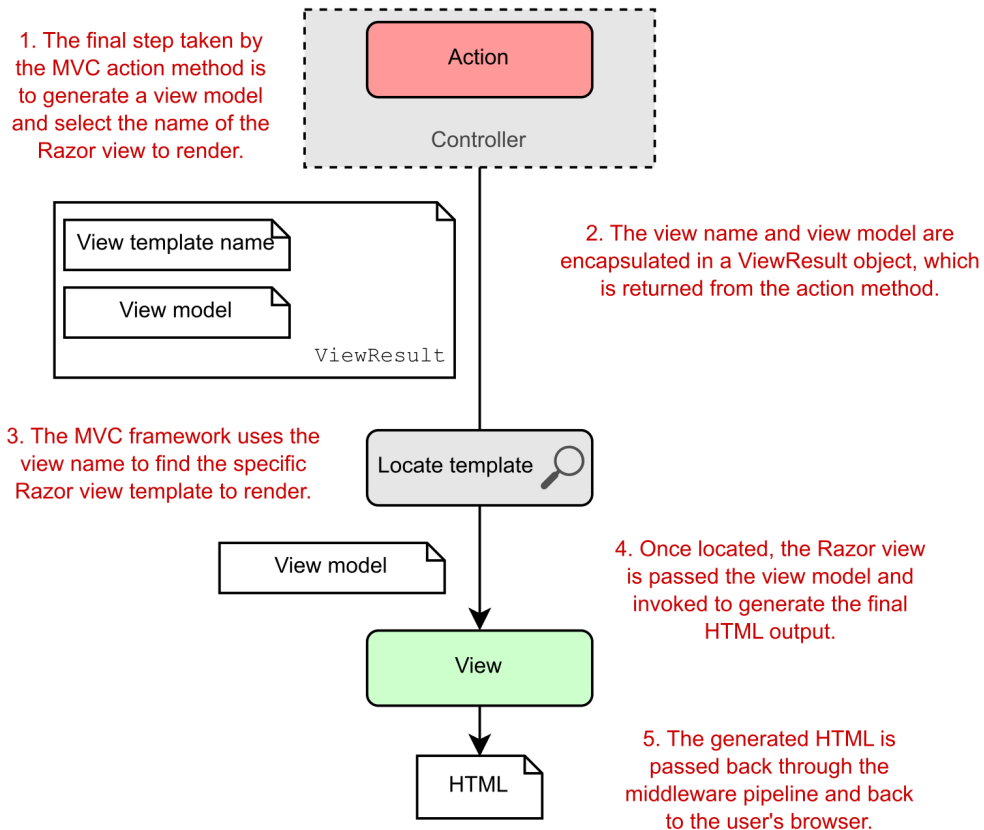 1. The final step taken by
the MVC action method is
to generate a view model
and select the name of the
Razor view to render.
Action
Controller
View template name
View model
ViewResult
2. The view name and view model are
encapsulated in a ViewResult object, which
is returned from the action method.
3. The MVC framework uses the
view name to find the specific
Razor view template to render.
Locate template
View model
4. Once located, the Razor view
is passed the view model and
invoked to generate the final
HTML output.
View
HTML
5. The generated HTML is
passed back through the
middleware pipeline and back
to the user's browser.